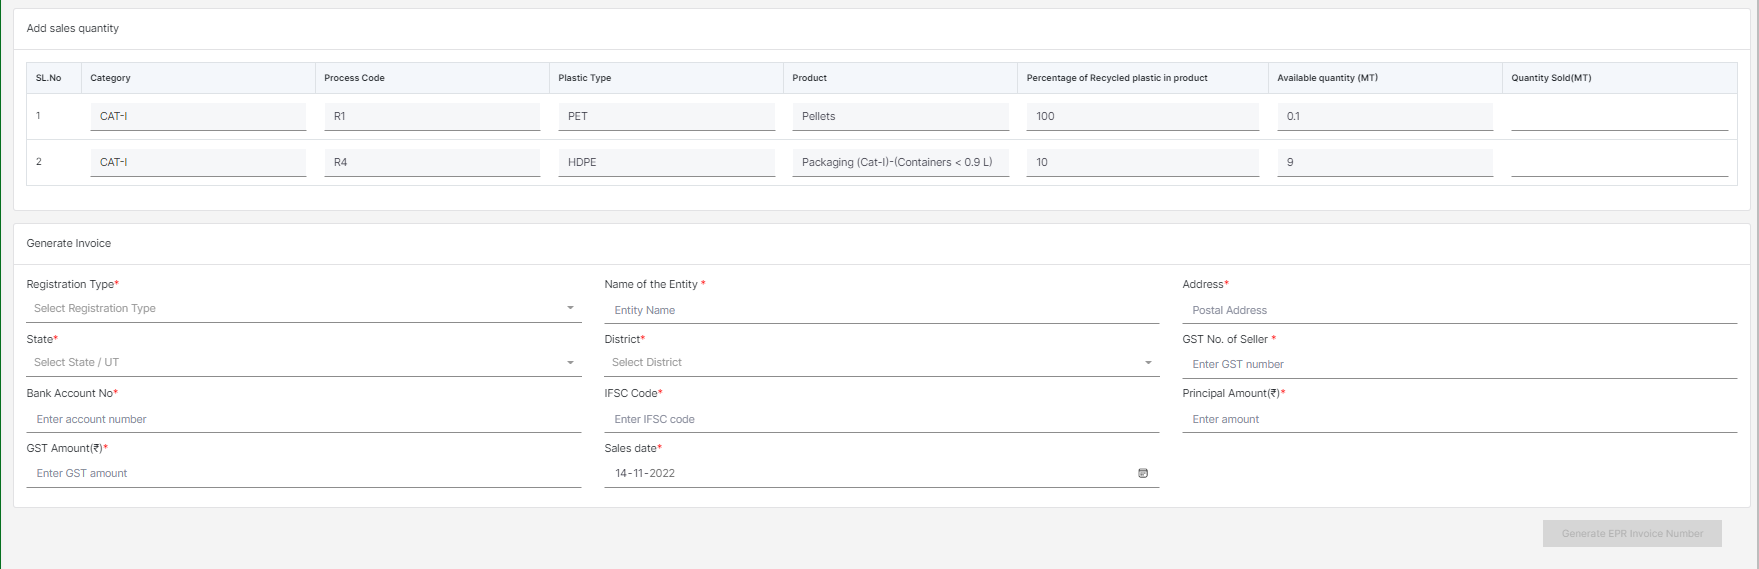 Add sales quantity
SL.No Category Process Code Plastic Type Product Percentage of Recycled plastic in product Available quantity (MT) Quantity Sold(MT)
1 CAT-I R1 PET Pellets 100 0.1
2 CAT-I R4 HDPE Packaging (Cat-I)-(Containers < 0.9 L) 10 9
Generate Invoice
Registration Type* Name of the Entity * Address*
Select Registration Type Entity Name Postal Address
State* District* GST No. of Seller *
Select State / UT Select District Enter GST number
Bank Account No* IFSC Code* Principal Amount(₹)*
Enter account number Enter IFSC code Enter amount
GST Amount(₹)* Sales date*
Enter GST amount 14-11-2022
Generate EPR Invoice Number